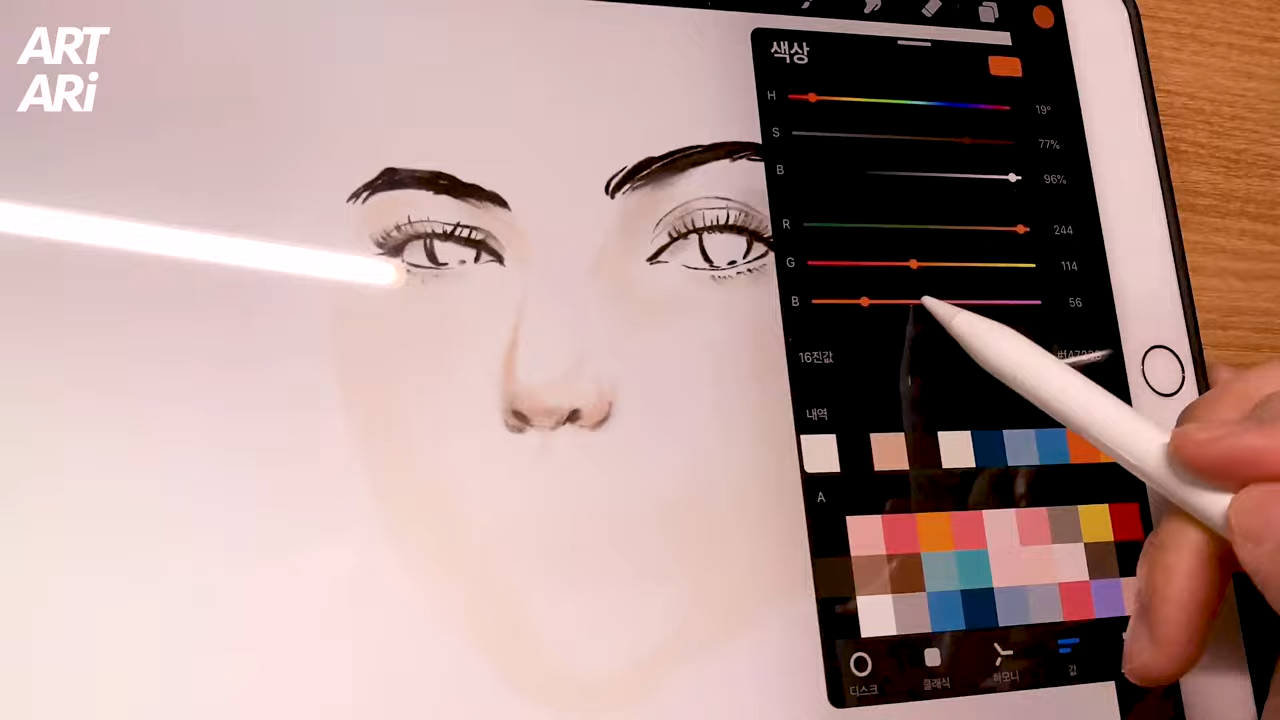 ART
ARi
색상
H 19°
S 77%
B 96%
R 244
G 114
B 56
16진값
내역
A
디스크 클래식 하모니 값